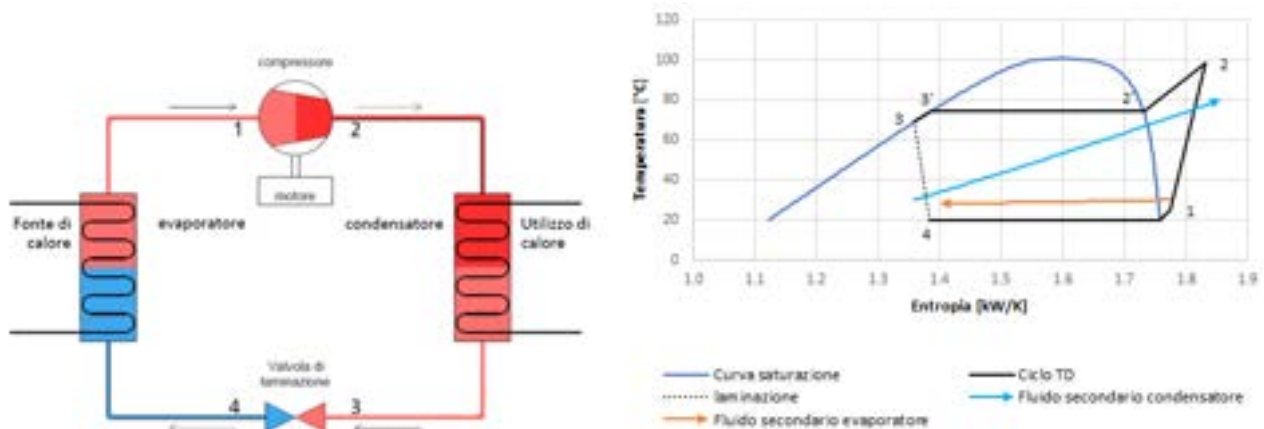 compressore
1
2
motore
Fonte di
calore
evaporatore
condensatore
Utilizzo di
calore
Valvola di
laminazione
4
3
120
100
80
60
40
20
0
Temperatura [°C]
1.0 1.1 1.2 1.3 1.4 1.5 1.6 1.7 1.8 1.9
Entropia [kW/K]
3
3'
2'
2
1
4
Curva saturazione
Ciclo TD
laminazione
Fluido secondario condensatore
Fluido secondario evaporatore